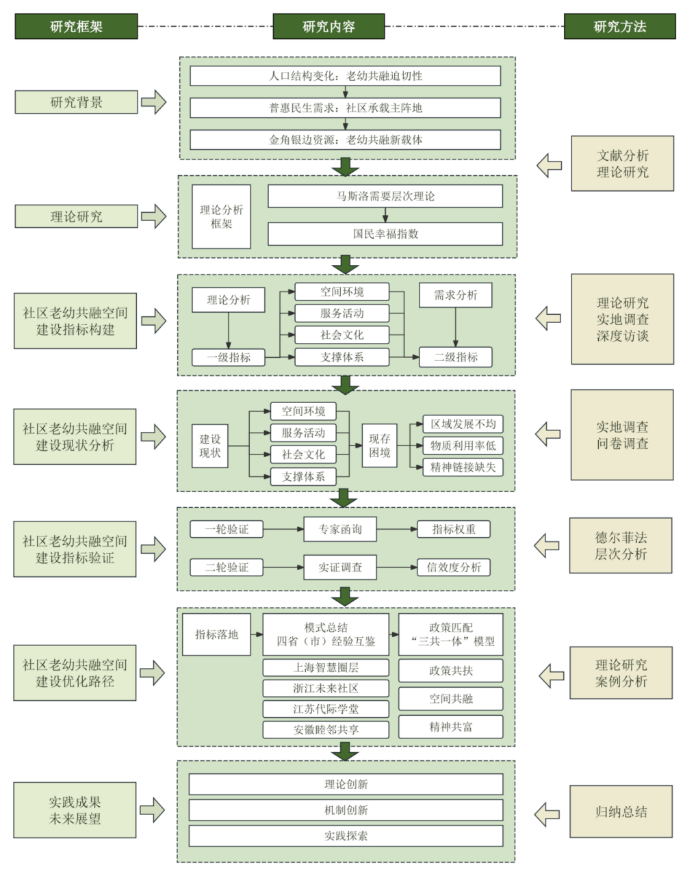 研究框架
研究内容
研究方法
研究背景
人口结构变化：老幼共融迫切性
普惠民生需求：社区承载主阵地
金角银边资源：老幼共融新载体
文献分析
理论研究
理论研究
理论分析
框架
马斯洛需要层次理论
国民幸福指数
社区老幼共融空间
建设指标构建
理论分析
一级指标
空间环境
服务活动
社会文化
支撑体系
需求分析
二级指标
理论研究
实地调查
深度访谈
社区老幼共融空间
建设现状分析
建设
现状
空间环境
服务活动
社会文化
支撑体系
现存
困境
区域发展不均
物质利用率低
精神链接缺失
实地调查
问卷调查
社区老幼共融空间
建设指标验证
一轮验证
专家函询
指标权重
二轮验证
实证调查
信效度分析
德尔菲法
层次分析
社区老幼共融空间
建设优化路径
指标落地
模式总结
四省（市）经验互鉴
上海智慧圈层
浙江未来社区
江苏代际学堂
安徽睦邻共享
政策匹配
“三共一体”模型
政策共扶
空间共融
精神共富
理论研究
案例分析
实践成果
未来展望
理论创新
机制创新
实践探索
归纳总结